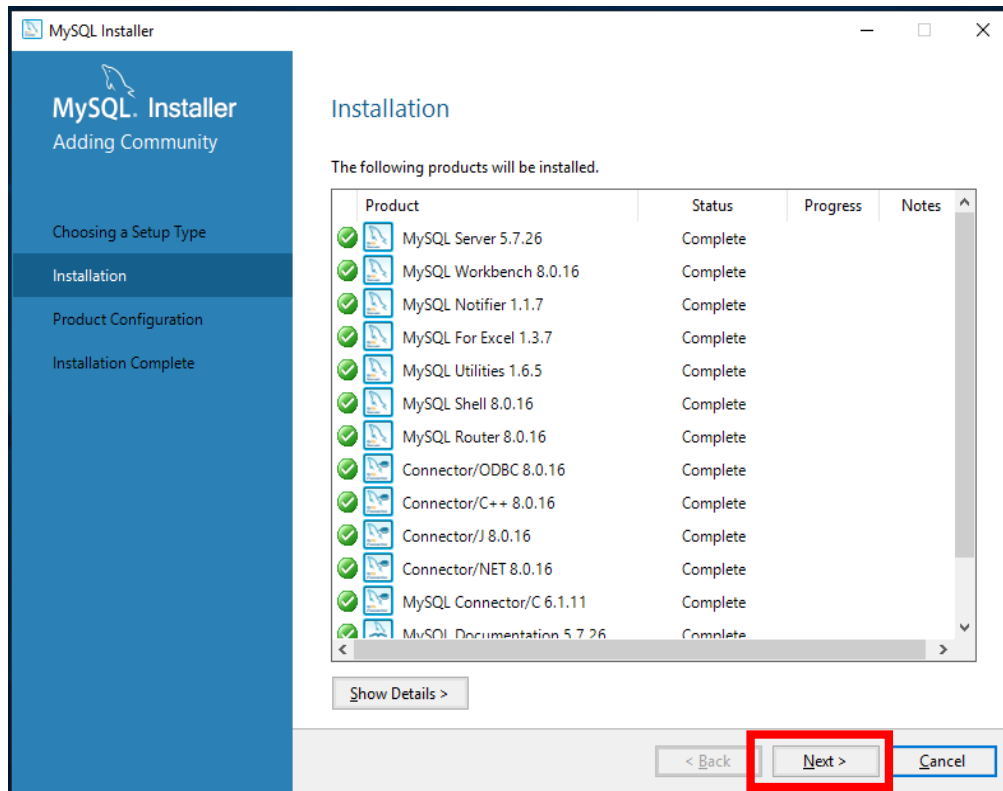 MySQL Installer
MySQL. Installer
Adding Community
Choosing a Setup Type
Installation
Product Configuration
Installation Complete
Installation
The following products will be installed.
Product Status Progress Notes
MySQL Server 5.7.26 Complete
MySQL Workbench 8.0.16 Complete
MySQL Notifier 1.1.7 Complete
MySQL For Excel 1.3.7 Complete
MySQL Utilities 1.6.5 Complete
MySQL Shell 8.0.16 Complete
MySQL Router 8.0.16 Complete
Connector/ODBC 8.0.16 Complete
Connector/C++ 8.0.16 Complete
Connector/J 8.0.16 Complete
Connector/NET 8.0.16 Complete
MySQL Connector/C 6.1.11 Complete
MySQL Documentation 5.7.26 Complete
Show Details >
< Back Next > Cancel